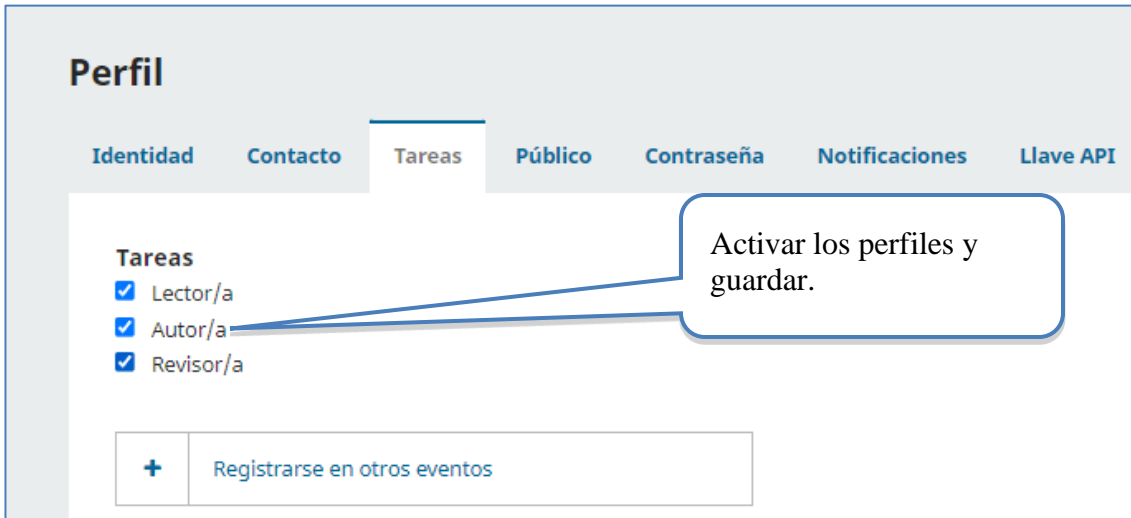 Perfil
Identidad Contacto Tareas Público Contraseña Notificaciones Llave API
Activar los perfiles y
guardar.
Tareas
Lector/a
Autor/a
Revisor/a
+ Registrarse en otros eventos